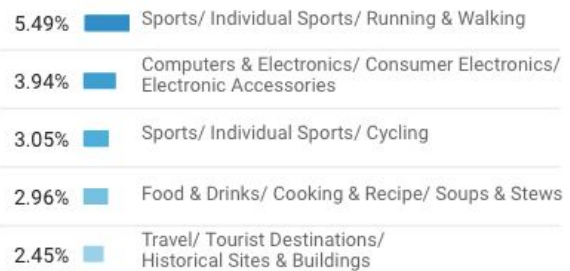 5.49% Sports/ Individual Sports/ Running & Walking
3.94% Computers & Electronics/ Consumer Electronics/
Electronic Accessories
3.05% Sports/ Individual Sports/ Cycling
2.96% Food & Drinks/ Cooking & Recipe/ Soups & Stews
2.45% Travel/ Tourist Destinations/
Historical Sites & Buildings